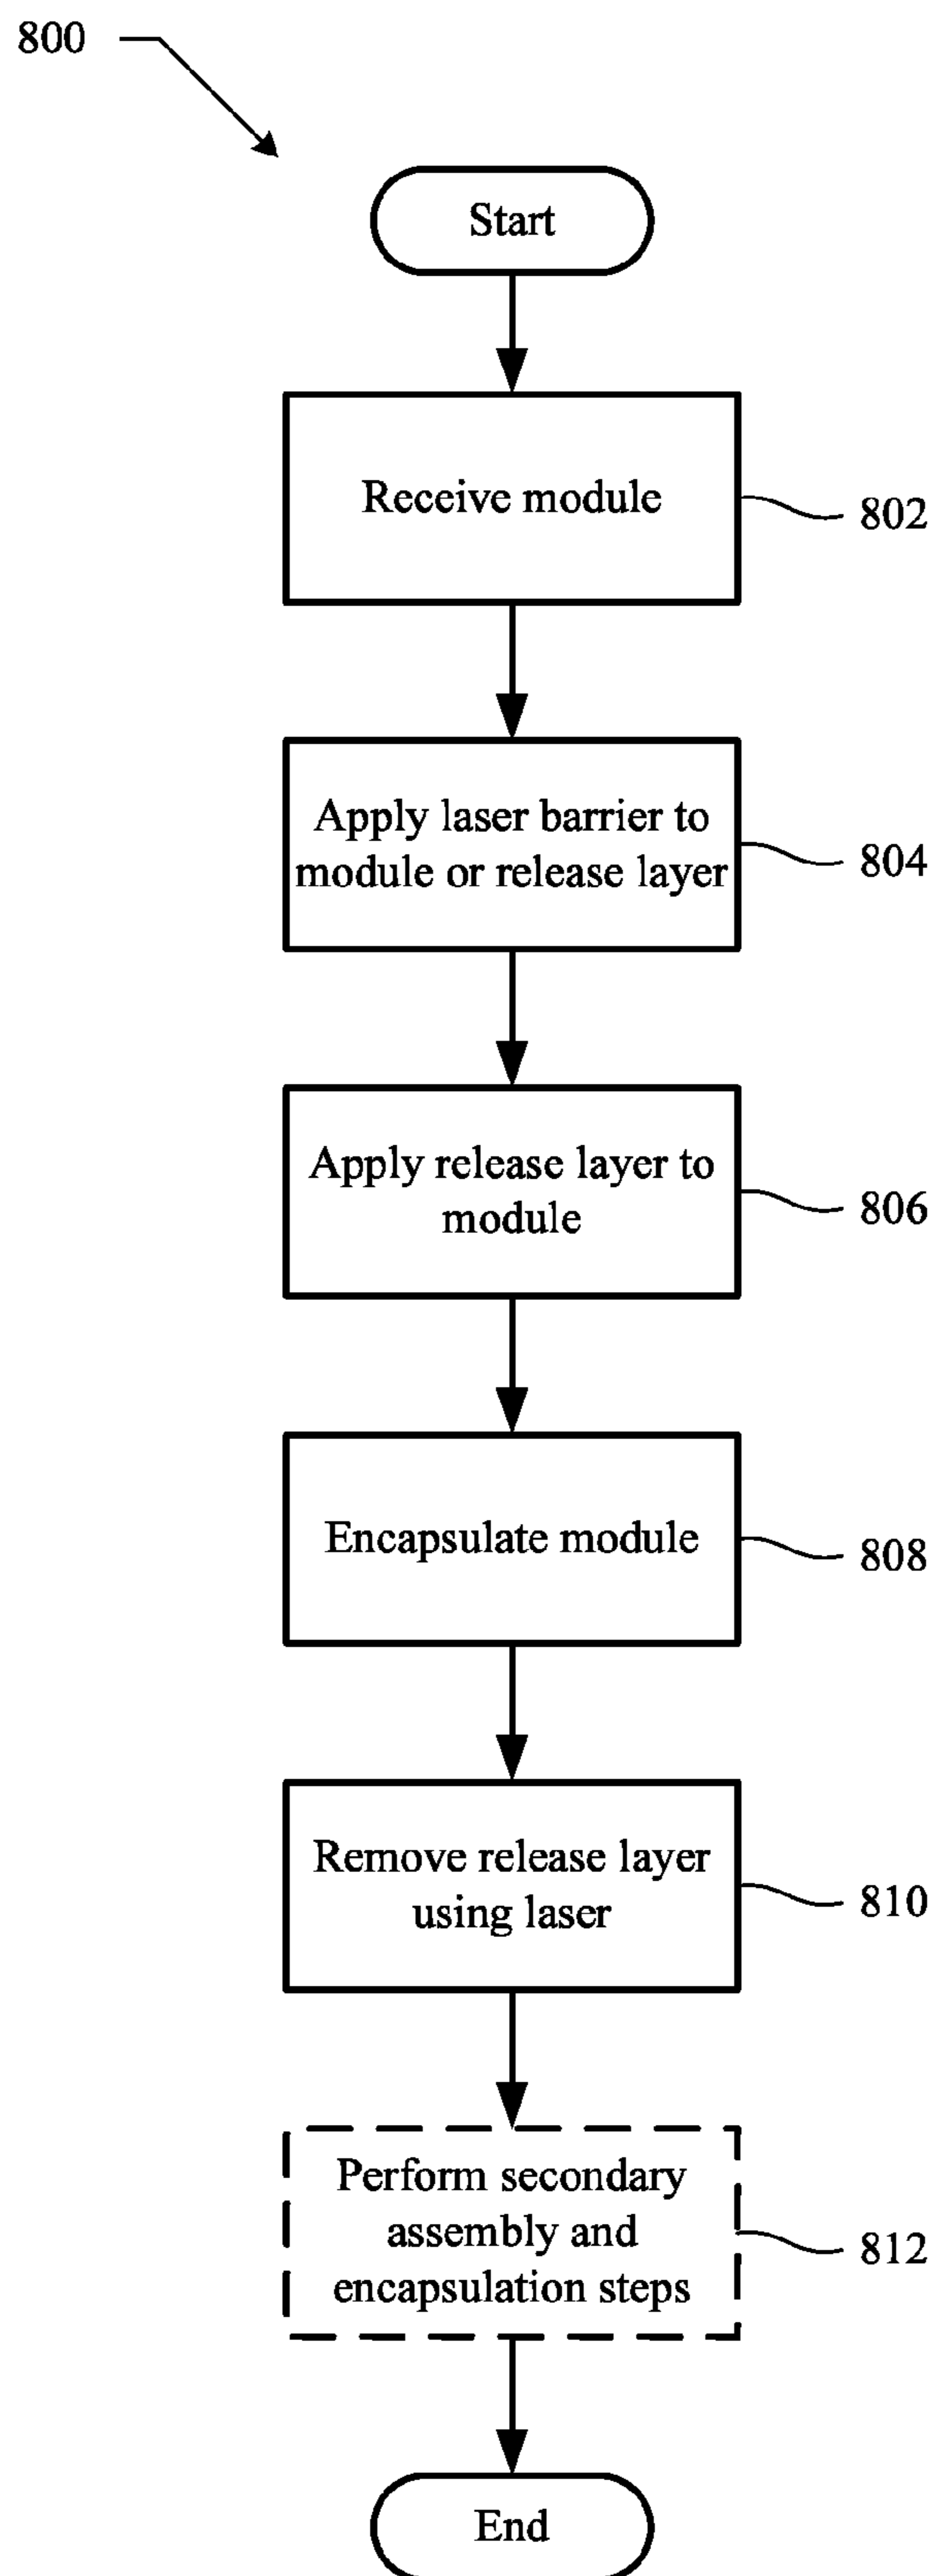 800
Start
Receive module
802
Apply laser barrier to
module or release layer
804
Apply release layer to
module
806
Encapsulate module
808
Remove release layer
using laser
810
Perform secondary
assembly and
encapsulation steps
812
End